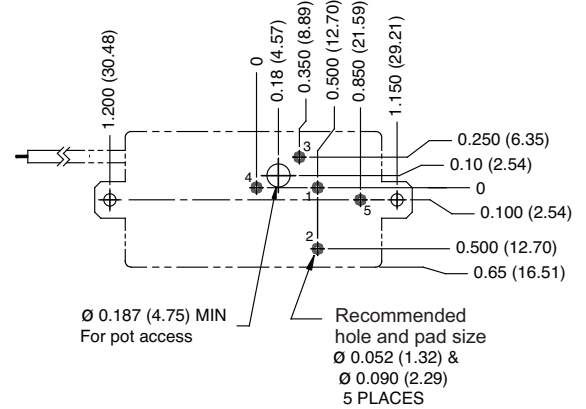 1.200 (30.48)
0
0.18 (4.57)
0.350 (8.89)
0.500 (12.70)
0.850 (21.59)
1.150 (29.21)
3
0.250 (6.35)
0.10 (2.54)
4
1
0
5
0.100 (2.54)
2
0.500 (12.70)
0.65 (16.51)
Ø 0.187 (4.75) MIN
For pot access
Recommended
hole and pad size
Ø 0.052 (1.32) &
Ø 0.090 (2.29)
5 PLACES